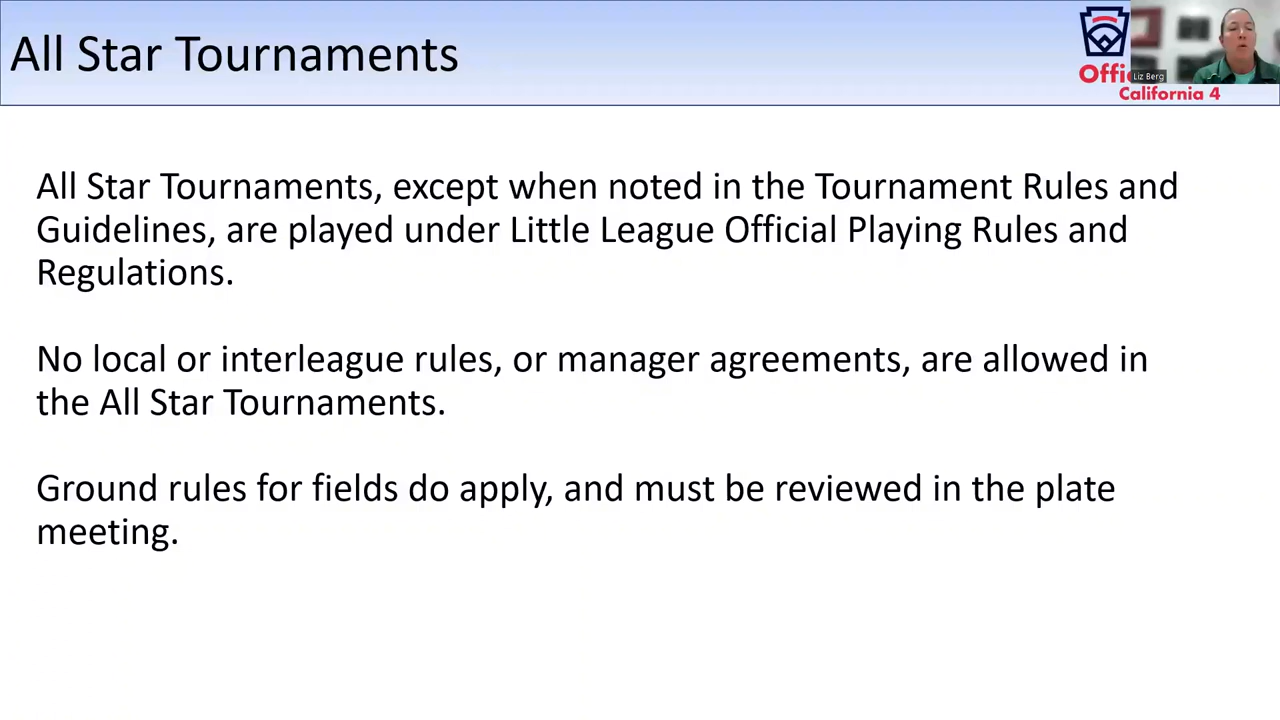 All Star Tournaments
Liz Berg
California 4
All Star Tournaments, except when noted in the Tournament Rules and
Guidelines, are played under Little League Official Playing Rules and
Regulations.
No local or interleague rules, or manager agreements, are allowed in
the All Star Tournaments.
Ground rules for fields do apply, and must be reviewed in the plate
meeting.